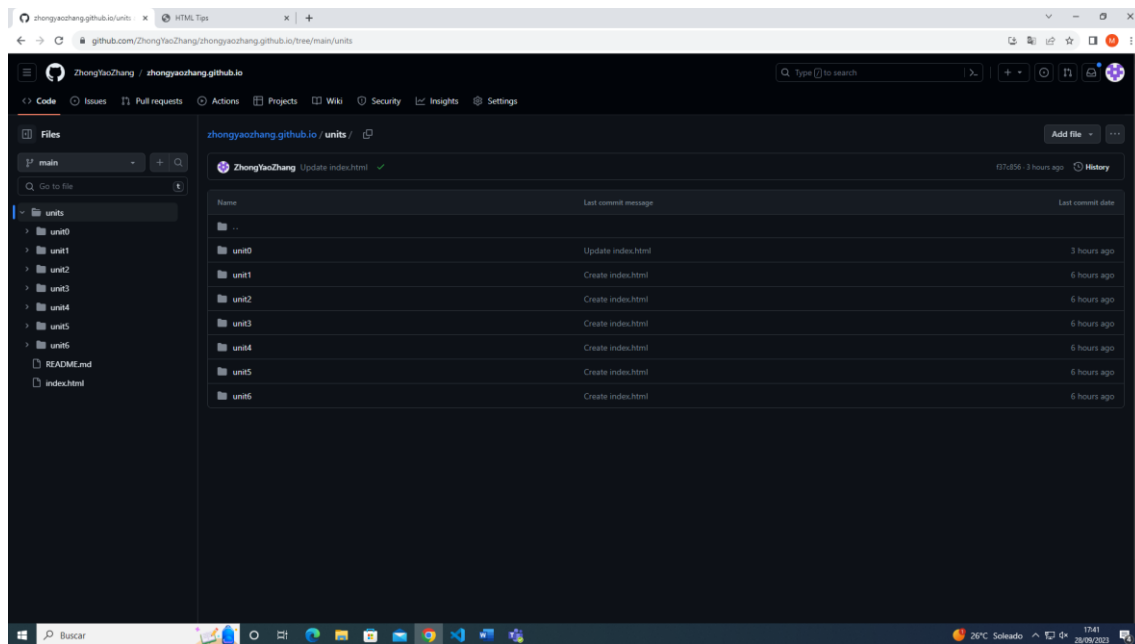 zhongyaozhang.github.io/units
HTML Tips
github.com/ZhongYaoZhang/zhongyaozhang.github.io/tree/main/units
M
ZhongYaoZhang / zhongyaozhang.github.io
Type / to search
Code Issues Pull requests Actions Projects Wiki Security Insights Settings
Files
zhongyaozhang.github.io / units /
Add file
main
ZhongYaoZhang Update index.html
f37c856 · 3 hours ago History
Go to file t
Name Last commit message Last commit date
units
..
unit0
unit1
unit2
unit3
unit4
unit5
unit6
README.md
index.html
unit0 Update index.html 3 hours ago
unit1 Create index.html 6 hours ago
unit2 Create index.html 6 hours ago
unit3 Create index.html 6 hours ago
unit4 Create index.html 6 hours ago
unit5 Create index.html 6 hours ago
unit6 Create index.html 6 hours ago
Buscar
26°C Soleado
17:41
28/09/2023